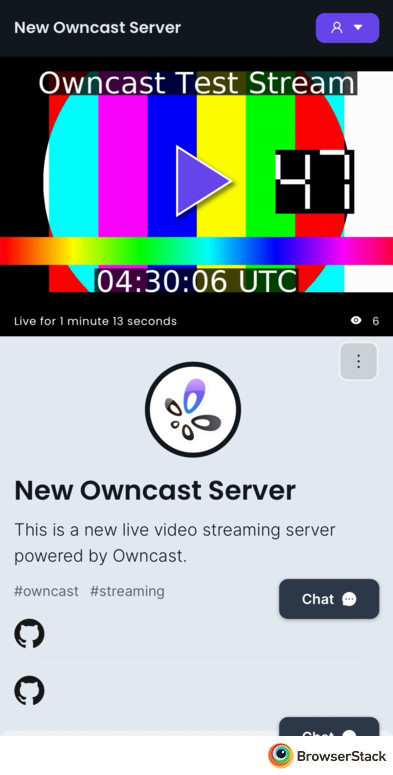 New Owncast Server
Owncast Test Stream
47
04:30:06 UTC
Live for 1 minute 13 seconds
6
New Owncast Server
This is a new live video streaming server
powered by Owncast.
#owncast #streaming
Chat
Chat
BrowserStack